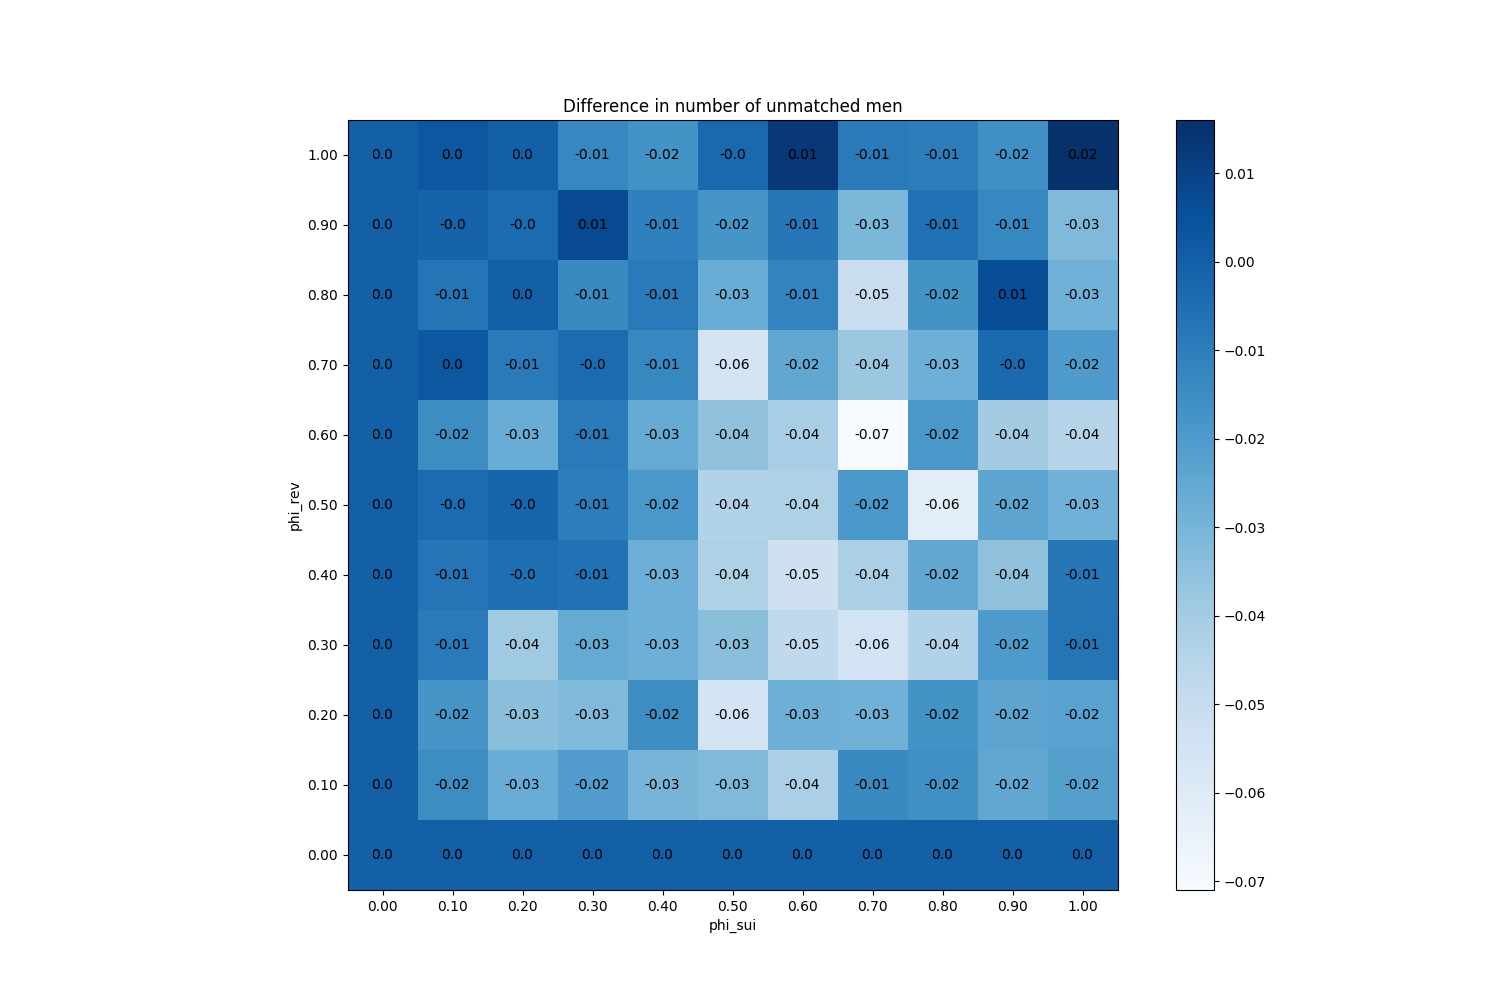 Difference in number of unmatched men
1.00 0.0 0.0 0.0 -0.01 -0.02 -0.0 0.01 -0.01 -0.01 -0.02 0.02
0.90 0.0 -0.0 -0.0 0.01 -0.01 -0.02 -0.01 -0.03 -0.01 -0.01 -0.03
0.80 0.0 -0.01 0.0 -0.01 -0.01 -0.03 -0.01 -0.05 -0.02 0.01 -0.03
0.70 0.0 0.0 -0.01 -0.0 -0.01 -0.06 -0.02 -0.04 -0.03 -0.0 -0.02
0.60 0.0 -0.02 -0.03 -0.01 -0.03 -0.04 -0.04 -0.07 -0.02 -0.04 -0.04
0.50 0.0 -0.0 -0.0 -0.01 -0.02 -0.04 -0.04 -0.02 -0.06 -0.02 -0.03
0.40 0.0 -0.01 -0.0 -0.01 -0.03 -0.04 -0.05 -0.04 -0.02 -0.04 -0.01
0.30 0.0 -0.01 -0.04 -0.03 -0.03 -0.03 -0.05 -0.06 -0.04 -0.02 -0.01
0.20 0.0 -0.02 -0.03 -0.03 -0.02 -0.06 -0.03 -0.03 -0.02 -0.02 -0.02
0.10 0.0 -0.02 -0.03 -0.02 -0.03 -0.03 -0.04 -0.01 -0.02 -0.02 -0.02
0.00 0.0 0.0 0.0 0.0 0.0 0.0 0.0 0.0 0.0 0.0 0.0
0.00 0.10 0.20 0.30 0.40 0.50 0.60 0.70 0.80 0.90 1.00
phi_sui
phi_rev
0.01
0.00
−0.01
−0.02
−0.03
−0.04
−0.05
−0.06
−0.07